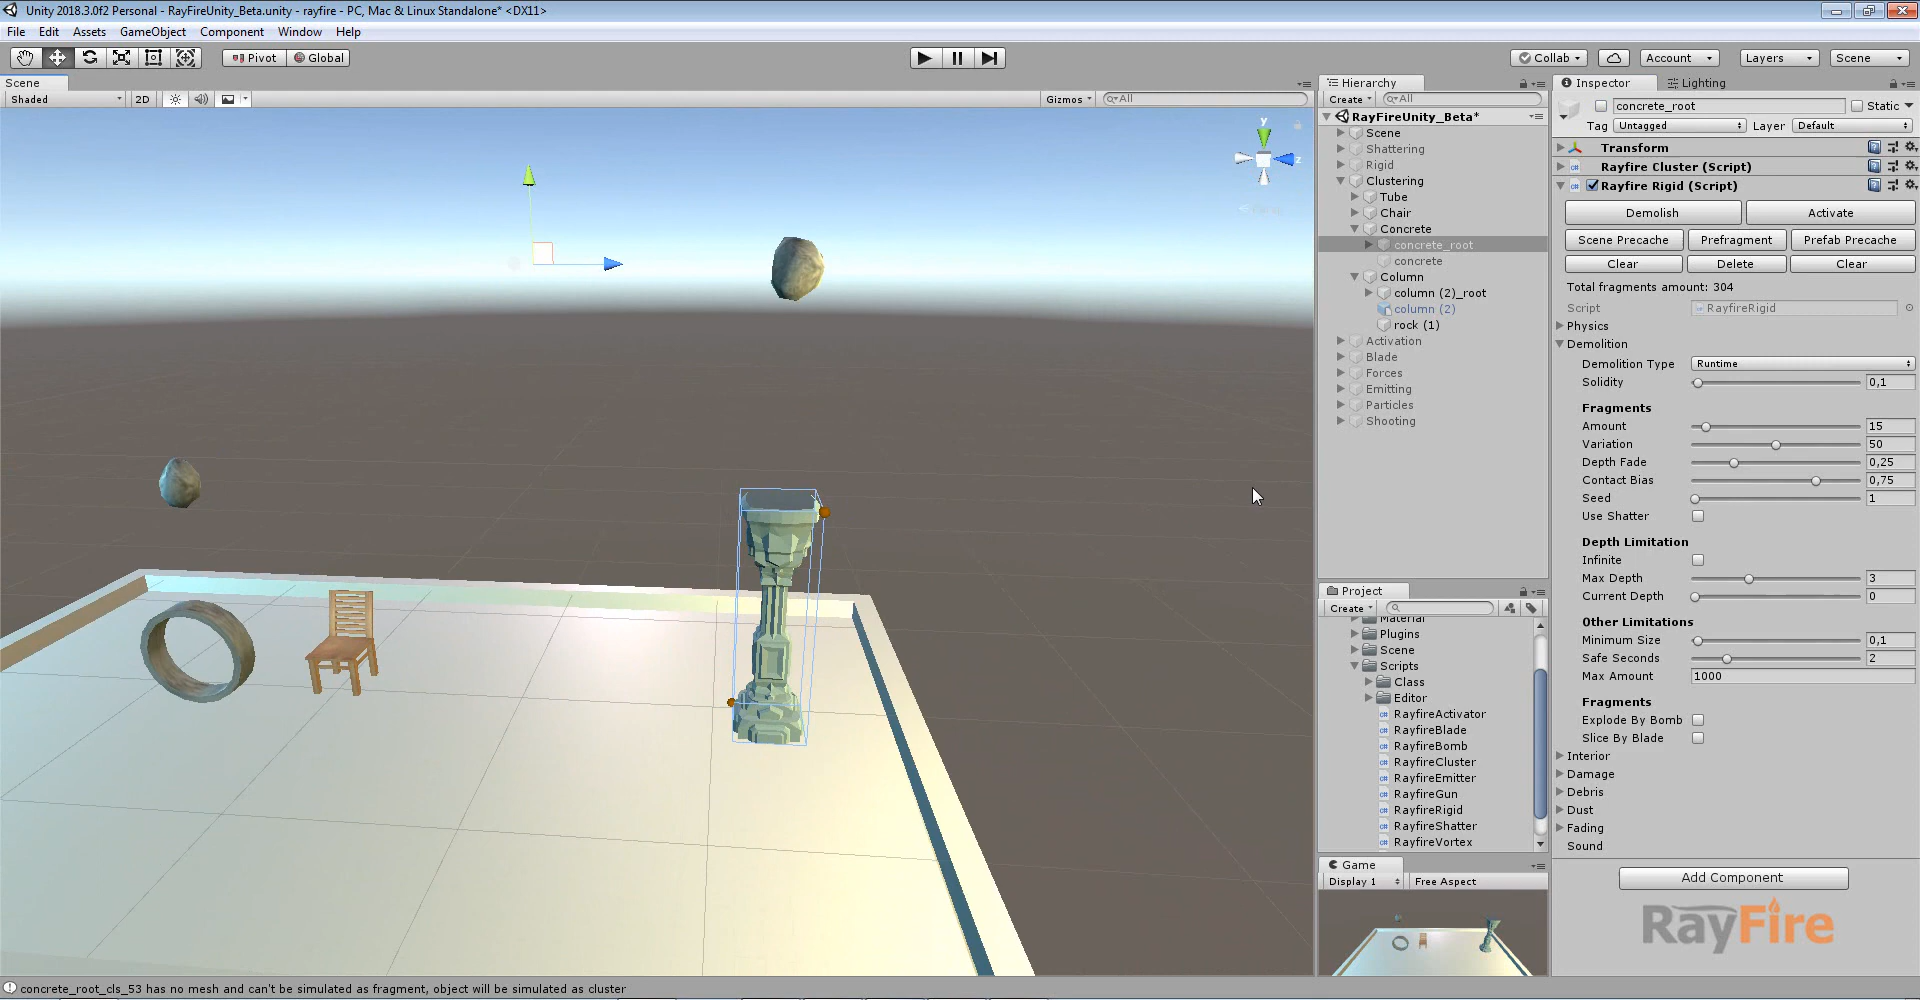 Unity 2018.3.0f2 Personal - RayFireUnity_Beta.unity - rayfire - PC, Mac & Linux Standalone* <DX11>
File Edit Assets GameObject Component Window Help
Pivot Global Collab Account Layers Scene
Scene
Shaded 2D Gizmos All
y
z
Hierarchy
Create All
RayFireUnity_Beta*
Scene
Shattering
Rigid
Clustering
Tube
Chair
Concrete
concrete_root
concrete
Column
column (2)_root
column (2)
rock (1)
Activation
Blade
Forces
Emitting
Particles
Shooting
Project
Create
Material
Plugins
Scene
Scripts
Class
Editor
RayfireActivator
RayfireBlade
RayfireBomb
RayfireCluster
RayfireEmitter
RayfireGun
RayfireRigid
RayfireShatter
RayfireVortex
Game
Display 1 Free Aspect
Inspector Lighting
concrete_root Static
Tag Untagged Layer Default
Transform
Rayfire Cluster (Script)
Rayfire Rigid (Script)
Demolish Activate
Scene Precache Prefragment Prefab Precache
Clear Delete Clear
Total fragments amount: 304
Script RayfireRigid
Physics
Demolition
Demolition Type Runtime
Solidity 0,1
Fragments
Amount 15
Variation 50
Depth Fade 0,25
Contact Bias 0,75
Seed 1
Use Shatter
Depth Limitation
Infinite
Max Depth 3
Current Depth 0
Other Limitations
Minimum Size 0,1
Safe Seconds 2
Max Amount 1000
Fragments
Explode By Bomb
Slice By Blade
Interior
Damage
Debris
Dust
Fading
Sound
Add Component
RayFire
concrete_root_cls_53 has no mesh and can't be simulated as fragment, object will be simulated as cluster